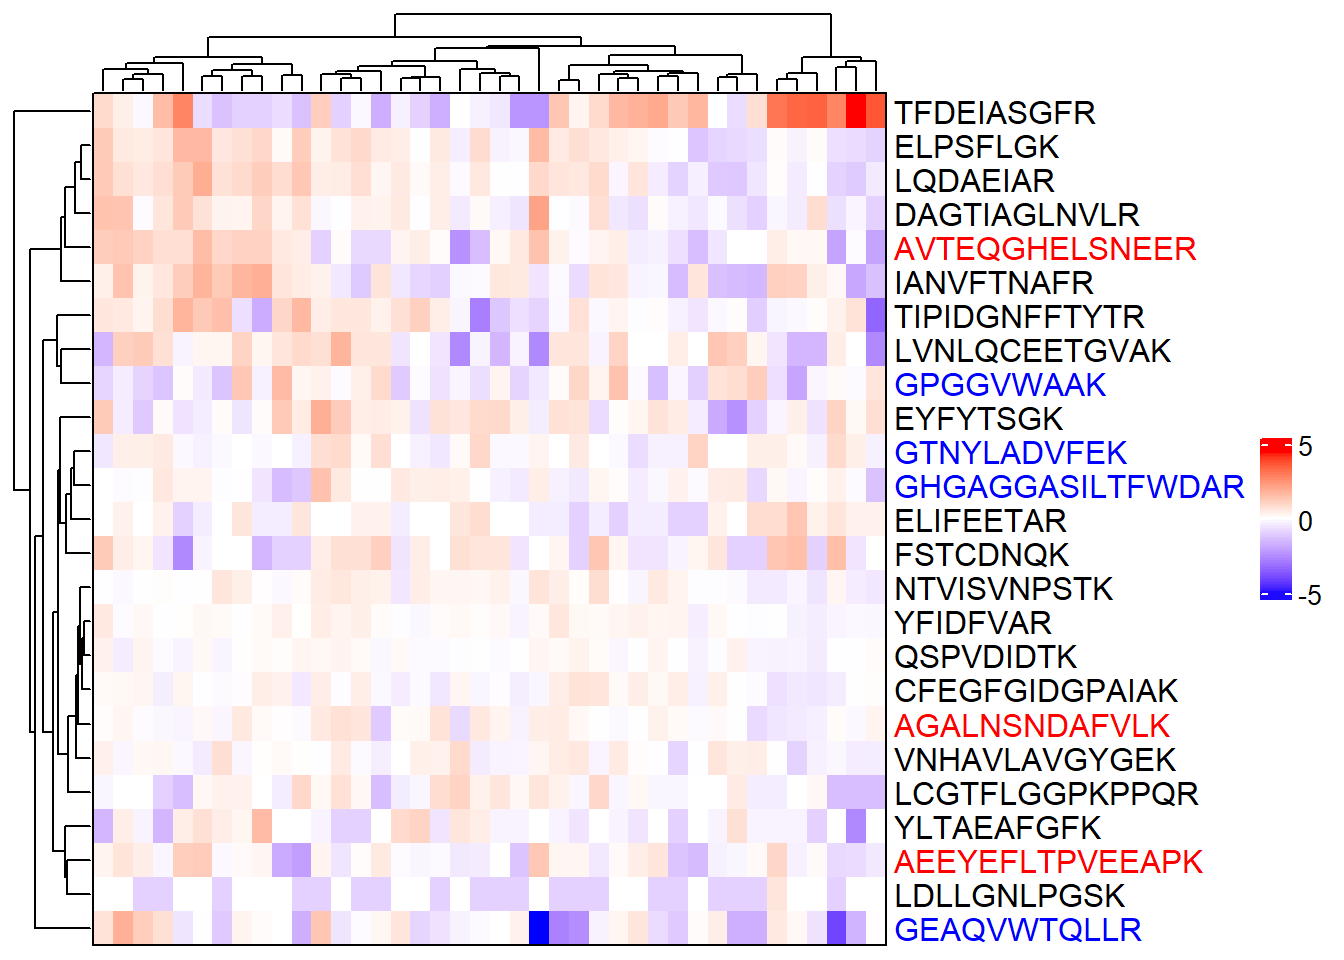 TFDEIASGFR
ELPSFLGK
LQDAEIAR
DAGTIAGLNVLR
AVTEQGHELSNEER
IANVFTNAFR
TIPIDGNFFTYTR
LVNLQCEETGVAK
GPGGVWAAK
EYFYTSGK
GTNYLADVFEK
GHGAGGASILTFWDAR
ELIFEETAR
FSTCDNQK
NTVISVNPSTK
YFIDFVAR
QSPVDIDTK
CFEGFGIDGPAIAK
AGALNSNDAFVLK
VNHAVLAVGYGEK
LCGTFLGGPKPPQR
YLTAEAFGFK
AEEYEFLTPVEEAPK
LDLLGNLPGSK
GEAQVWTQLLR
5
0
-5